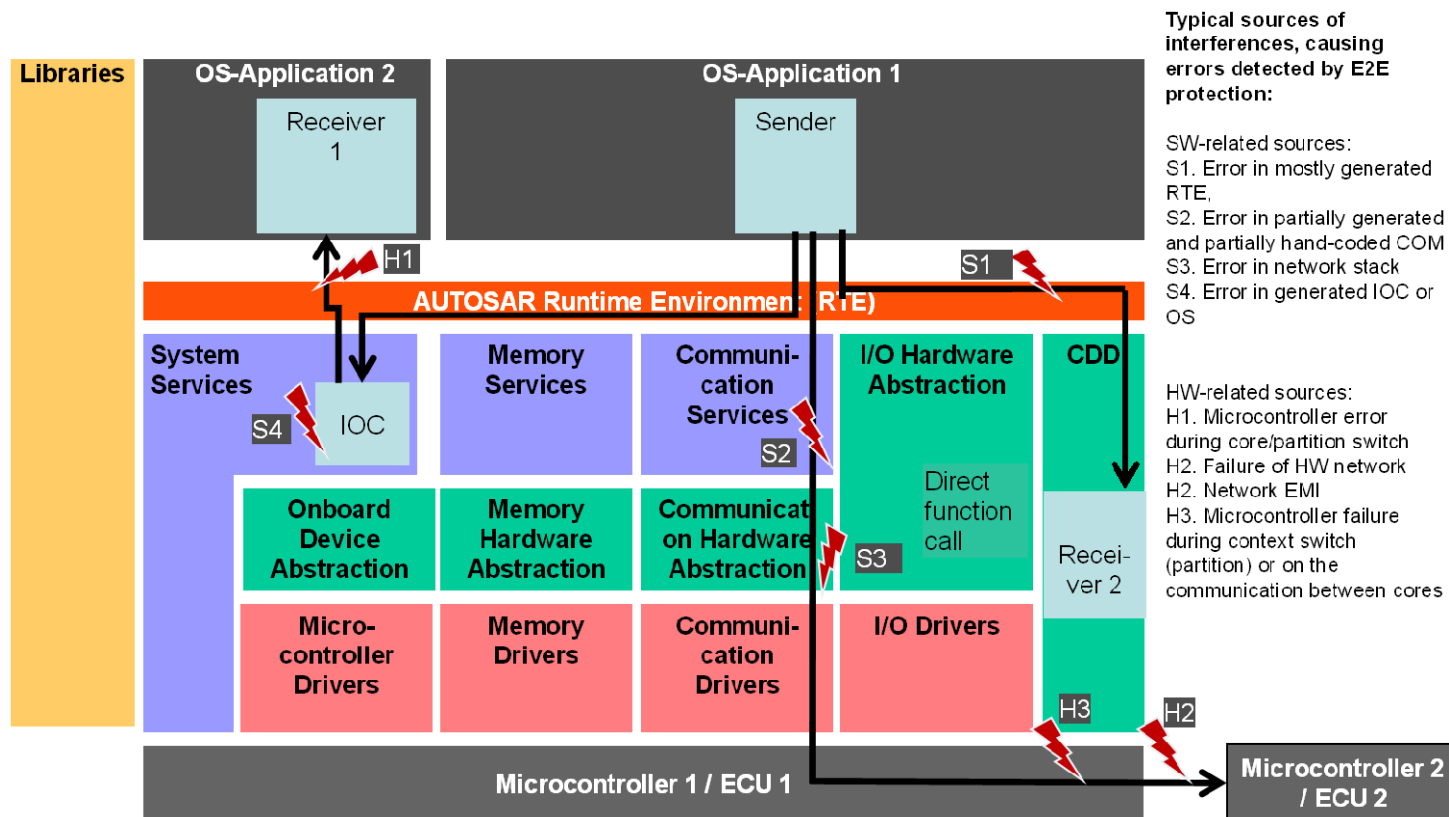 Typical sources of
interferences, causing
errors detected by E2E
protection:
SW-related sources:
S1. Error in mostly generated
RTE,
S2. Error in partially generated
and partially hand-coded COM
S3. Error in network stack
S4. Error in generated IOC or
OS
HW-related sources:
H1. Microcontroller error
during core/partition switch
H2. Failure of HW network
H2. Network EMI
H3. Microcontroller failure
during context switch
(partition) or on the
communication between cores
Libraries
OS-Application 2
Receiver
1
OS-Application 1
Sender
H1
S1
AUTOSAR Runtime Environment (RTE)
System
Services
IOC
S4
Memory
Services
Communi-
cation
Services
S2
I/O Hardware
Abstraction
Direct
function
call
CDD
Recei-
ver 2
Onboard
Device
Abstraction
Memory
Hardware
Abstraction
Communicat
on Hardware
Abstraction
S3
Micro-
controller
Drivers
Memory
Drivers
Communi-
cation
Drivers
I/O Drivers
H3
H2
Microcontroller 1 / ECU 1
Microcontroller 2
/ ECU 2